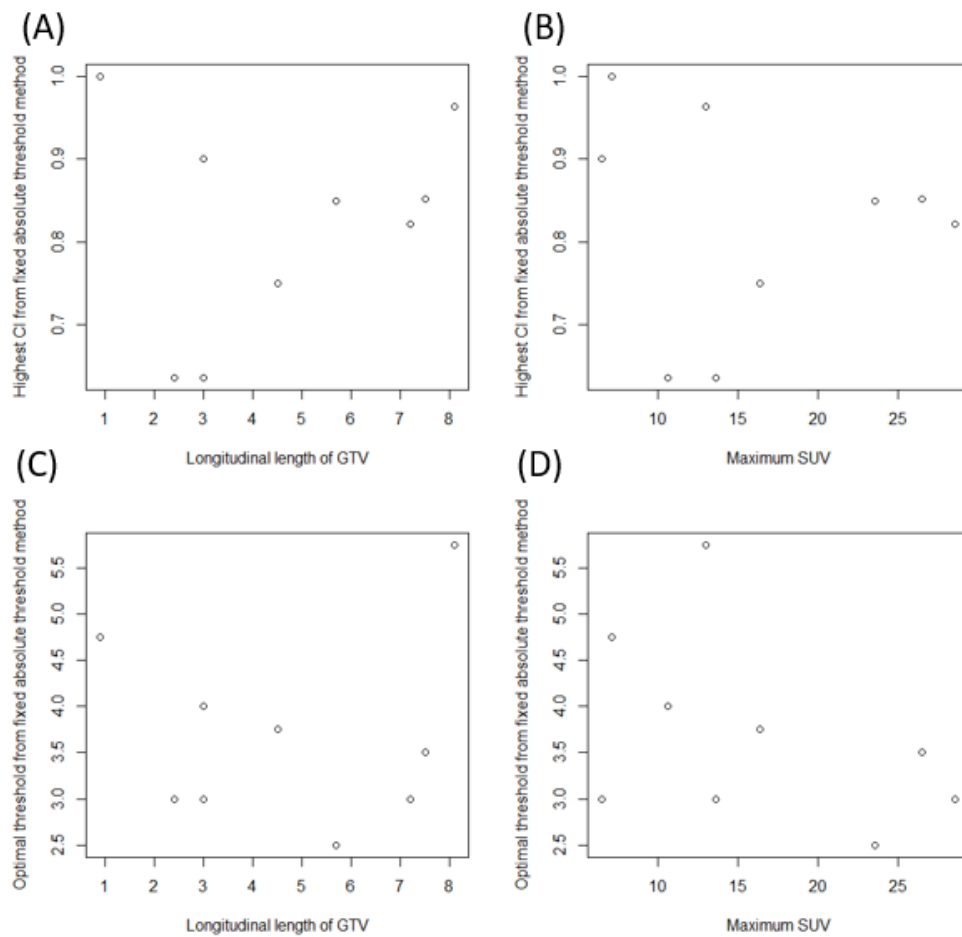 (A)
Highest CI from fixed absolute threshold method
1.0
0.9
0.8
0.7
1 2 3 4 5 6 7 8
Longitudinal length of GTV
(B)
Highest CI from fixed absolute threshold method
1.0
0.9
0.8
0.7
10 15 20 25
Maximum SUV
(C)
Optimal threshold from fixed absolute threshold method
5.5
5.0
4.5
4.0
3.5
3.0
2.5
1 2 3 4 5 6 7 8
Longitudinal length of GTV
(D)
Optimal threshold from fixed absolute threshold method
5.5
5.0
4.5
4.0
3.5
3.0
2.5
10 15 20 25
Maximum SUV